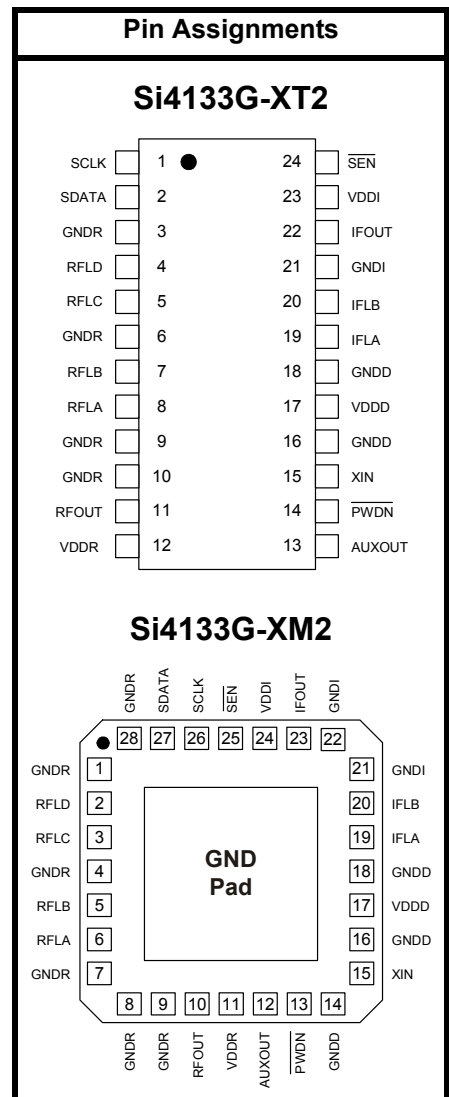 Pin Assignments
Si4133G-XT2
SCLK 1 24 SEN
SDATA 2 23 VDDI
GNDR 3 22 IFOUT
RFLD 4 21 GNDI
RFLC 5 20 IFLB
GNDR 6 19 IFLA
RFLB 7 18 GNDD
RFLA 8 17 VDDD
GNDR 9 16 GNDD
GNDR 10 15 XIN
RFOUT 11 14 PWDN
VDDR 12 13 AUXOUT
Si4133G-XM2
GNDR SDATA SCLK SEN VDDI IFOUT GNDI
28 27 26 25 24 23 22
GNDR 1 21 GNDI
RFLD 2 20 IFLB
RFLC 3 19 IFLA
GNDR 4 18 GNDD
RFLB 5 17 VDDD
RFLA 6 16 GNDD
GNDR 7 15 XIN
GND
Pad
8 9 10 11 12 13 14
GNDR GNDR RFOUT VDDR AUXOUT PWDN GNDD